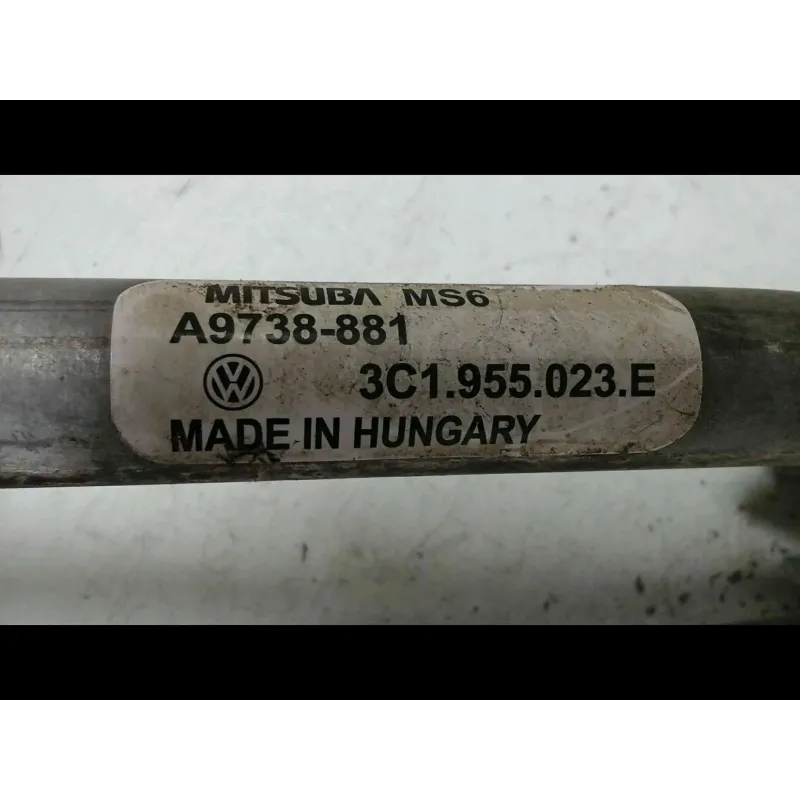 MITSUBA MS6
A9738-881
3C1.955.023.E
MADE IN HUNGARY